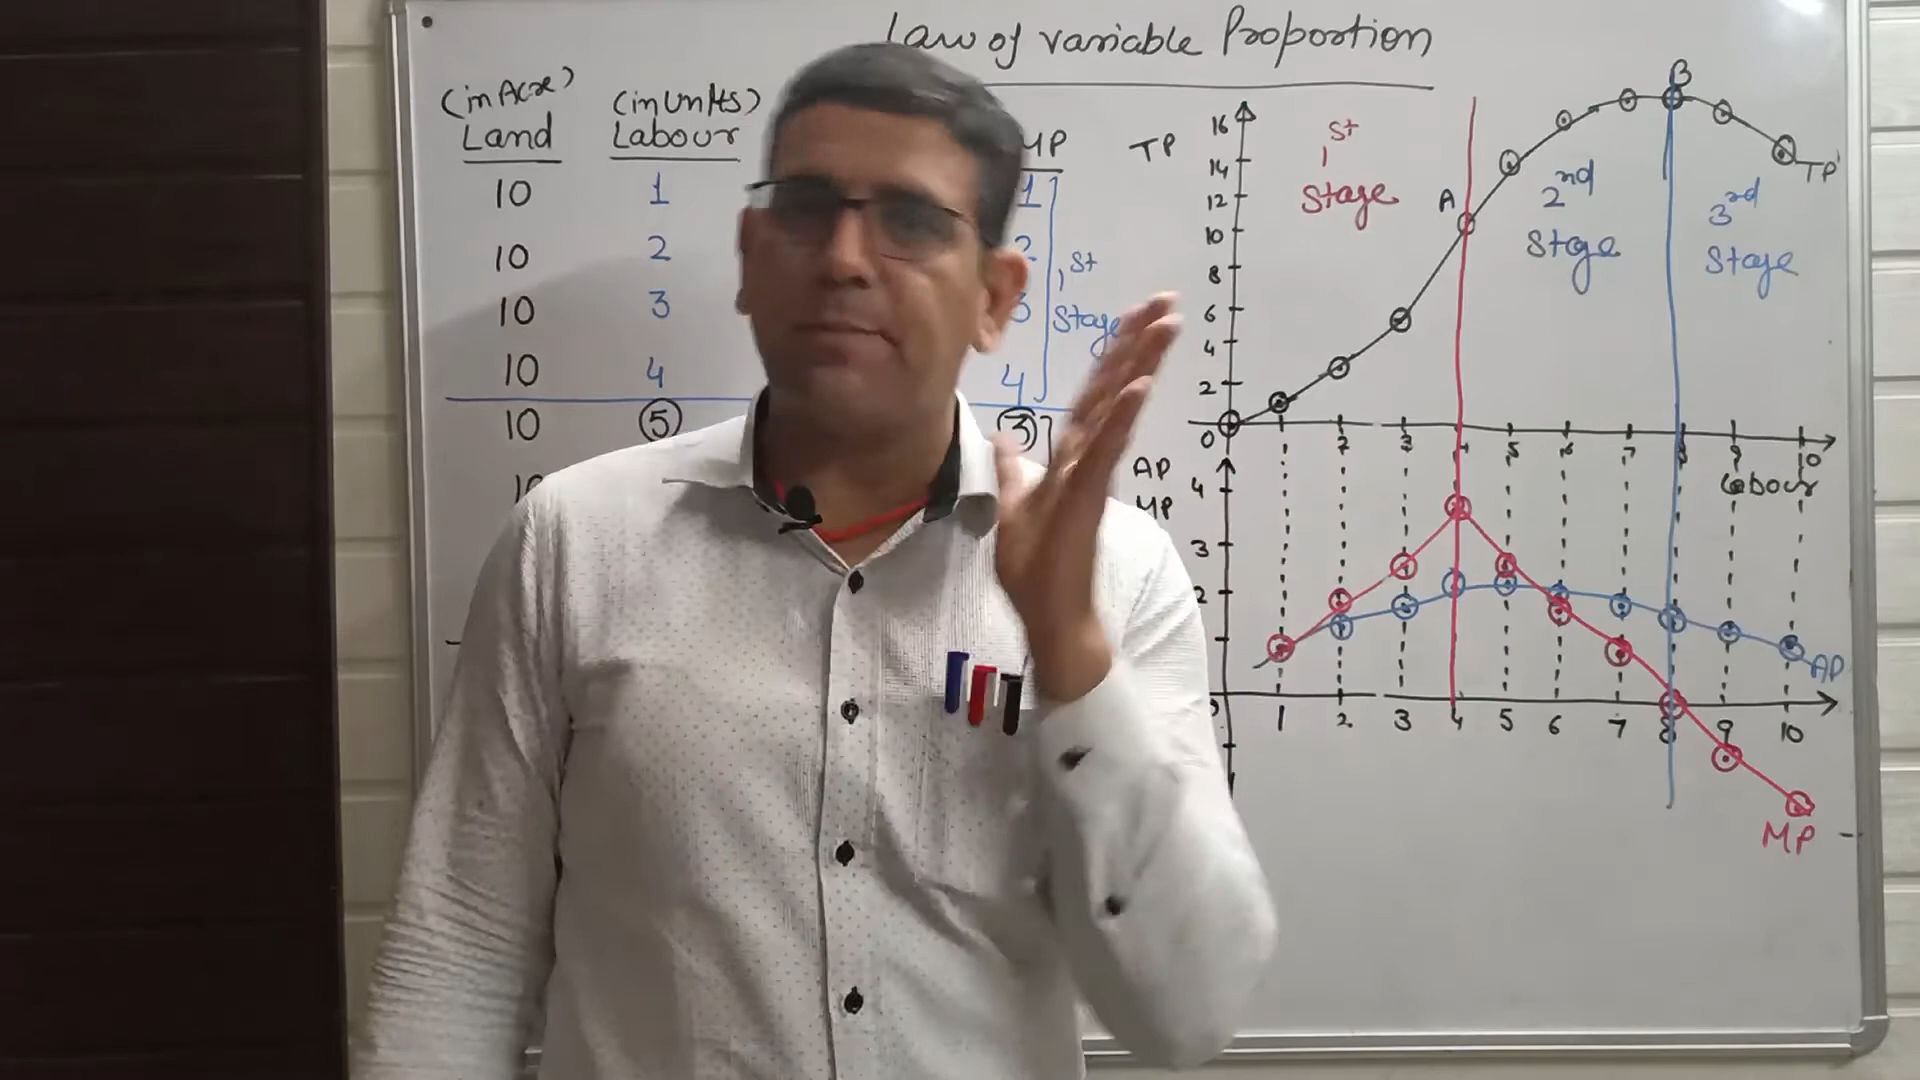 Law of variable Proportion
(in Acre) (in Units)
Land Labour MP
10 1 1
10 2 2
10 3 3
10 4 4
1st
Stage
10 5 3
10
TP
16
14
12
10
8
6
4
2
0 2 3 4 5 6 7 8 9 10
Labour
A
B
TP
1st
Stage
2nd
Stage
3rd
Stage
AP
MP
4
3
2
0 1 2 3 4 5 6 7 8 9 10
AP
MP